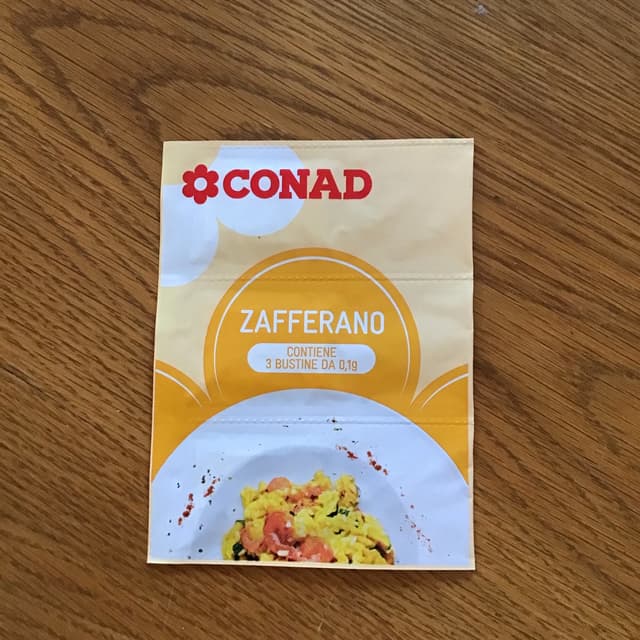 CONAD
ZAFFERANO
CONTIENE
3 BUSTINE DA 0,1g